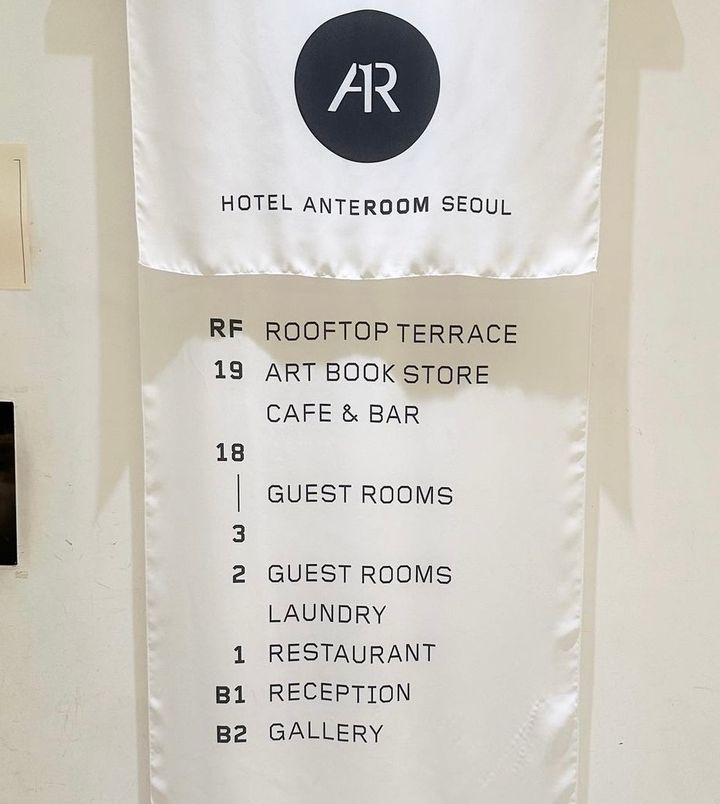 AR
HOTEL ANTEROOM SEOUL
RF ROOFTOP TERRACE
19 ART BOOK STORE
CAFE & BAR
18
| GUEST ROOMS
3
2 GUEST ROOMS
LAUNDRY
1 RESTAURANT
B1 RECEPTION
B2 GALLERY